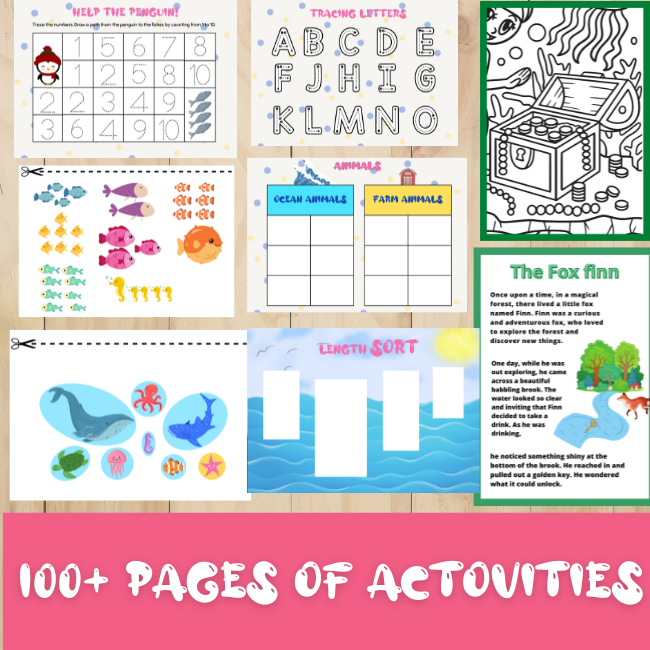 HELP THE PENGUIN!
Trace the numbers. Draw a path from the penguin to the fishes by counting from 1 to 10.
1 5 6 7 8
1 2 5 8 10
2 2 4 9
3 6 4 9 10
TRACING LETTERS
A B C D E
F J H I G
K L M N O
ANIMALS
OCEAN ANIMALS
FARM ANIMALS
LENGTH SORT
The Fox finn
Once upon a time, in a magical
forest, there lived a little fox
named Finn. Finn was a curious
and adventurous fox, who loved
to explore the forest and
discover new things.
One day, while he was
out exploring, he came
across a beautiful
babbling brook. The
water looked so clear
and inviting that Finn
decided to take a
drink. As he was
drinking,
he noticed something shiny at the
bottom of the brook. He reached in and
pulled out a golden key. He wondered
what it could unlock.
100+ PAGES OF ACTOVITIES